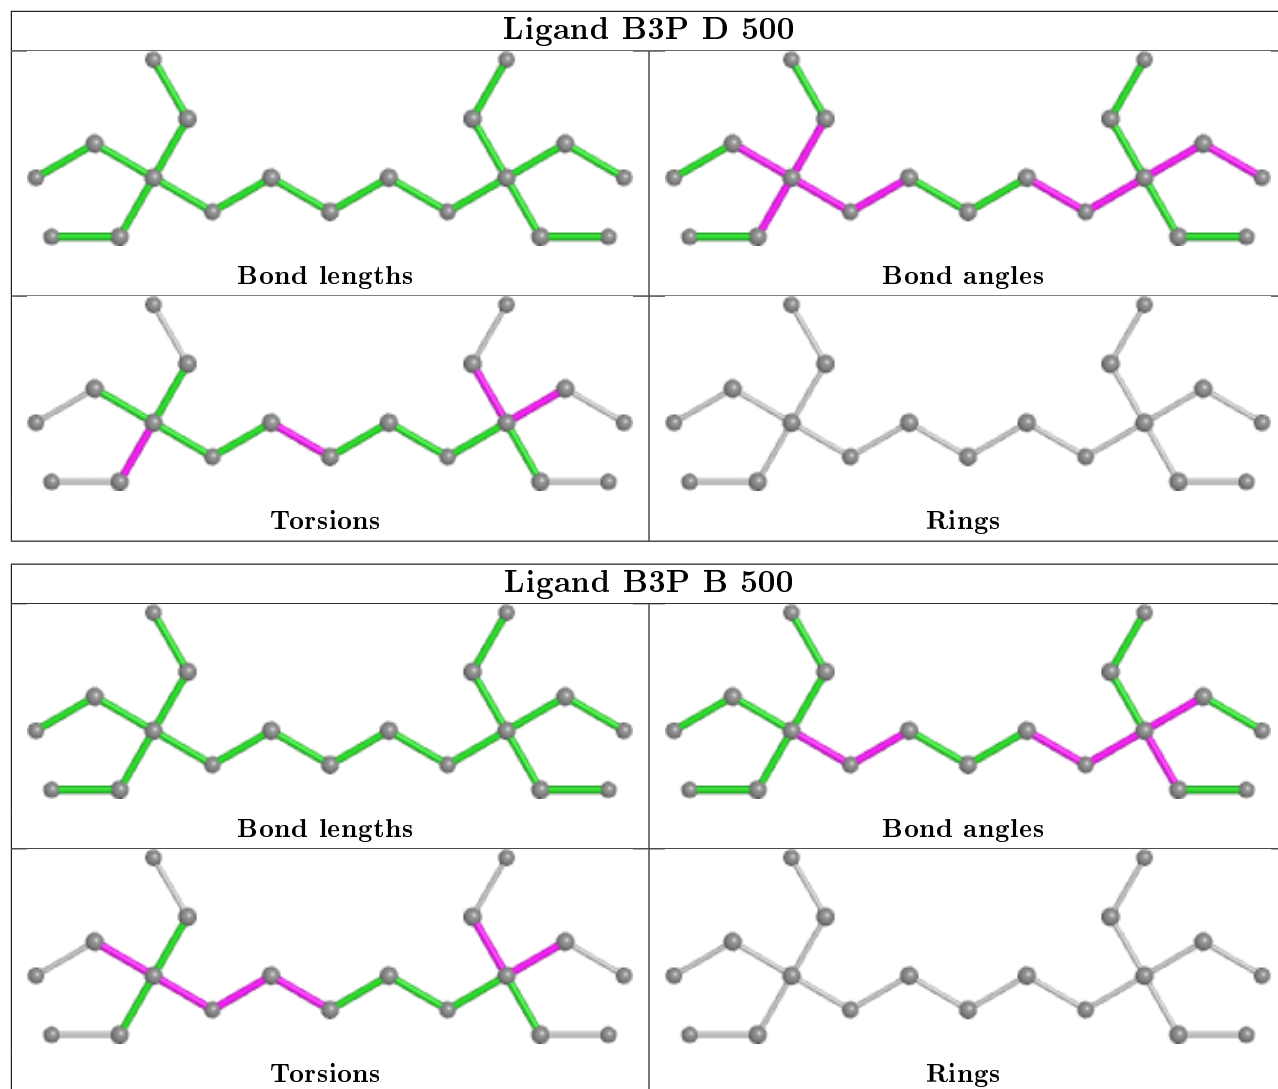 Ligand B3P D 500
Bond lengths
Bond angles
Torsions
Rings
Ligand B3P B 500
Bond lengths
Bond angles
Torsions
Rings